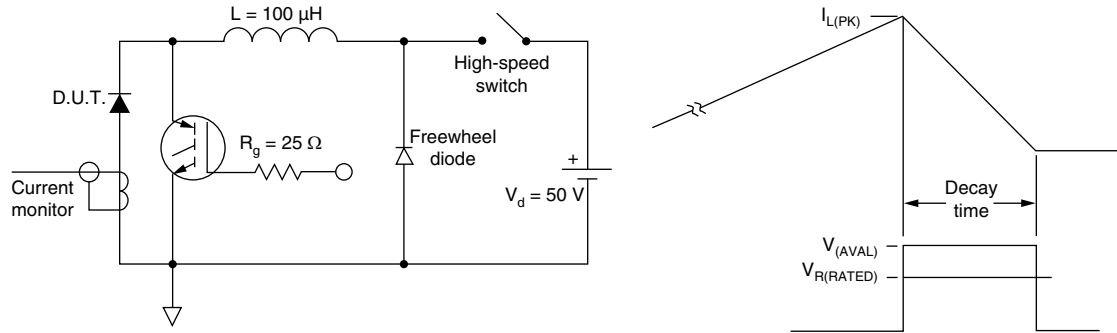 L = 100 μH
D.U.T.
High-speed
switch
R_g = 25 Ω
Freewheel
diode
+
V_d = 50 V
Current
monitor
I_L(PK)
Decay
time
V_(AVAL)
V_R(RATED)